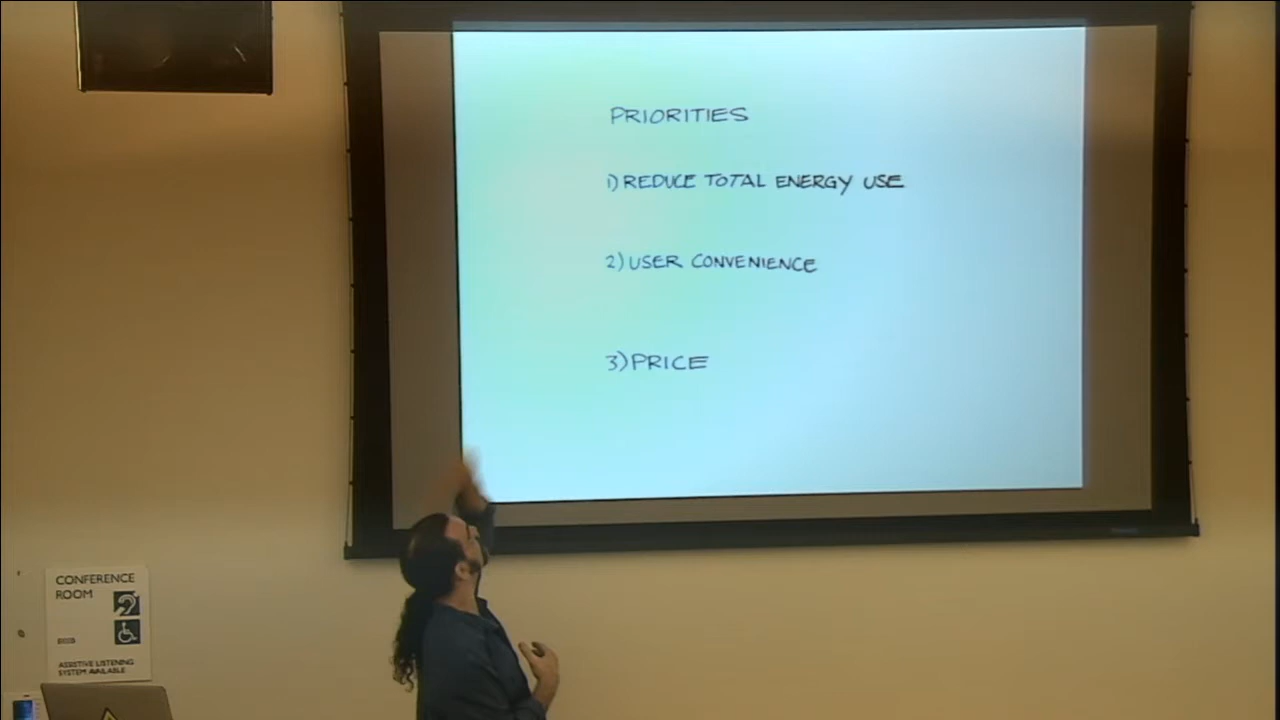 PRIORITIES
1) REDUCE TOTAL ENERGY USE
2) USER CONVENIENCE
3) PRICE
CONFERENCE
ROOM
ASSISTIVE LISTENING
SYSTEM AVAILABLE